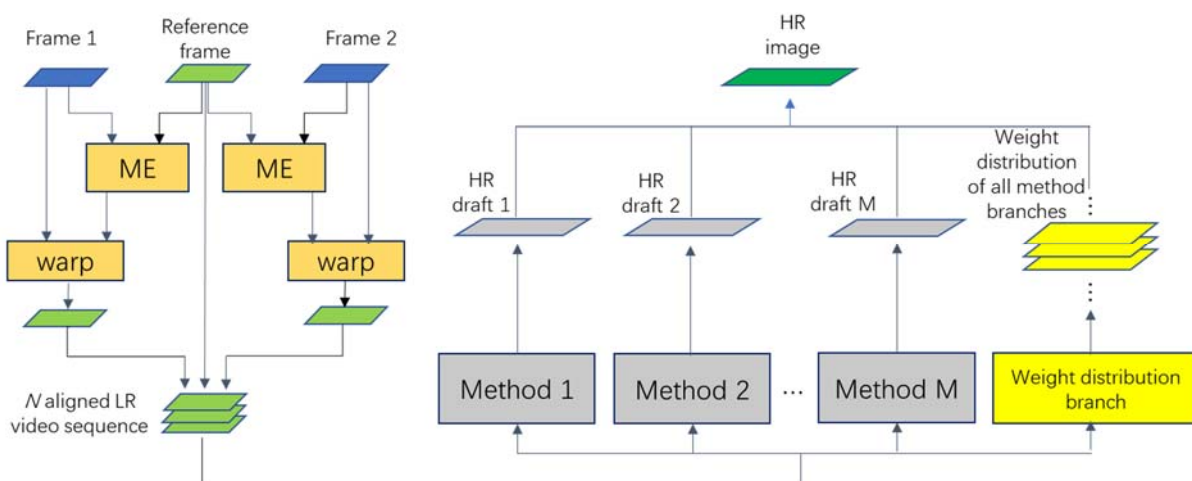 Frame 1
Reference
frame
Frame 2
ME
ME
warp
warp
N aligned LR
video sequence
HR
image
HR
draft 1
HR
draft 2
HR
draft M
Weight
distribution
of all method
branches
⋮
⋮
Method 1
Method 2
...
Method M
Weight distribution
branch